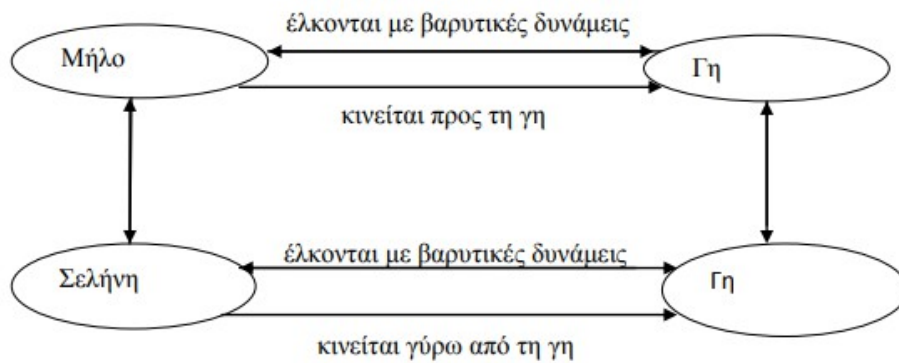 έλκονται με βαρυτικές δυνάμεις
Μήλο
Γη
κινείται προς τη γη
έλκονται με βαρυτικές δυνάμεις
Σελήνη
Γη
κινείται γύρω από τη γη